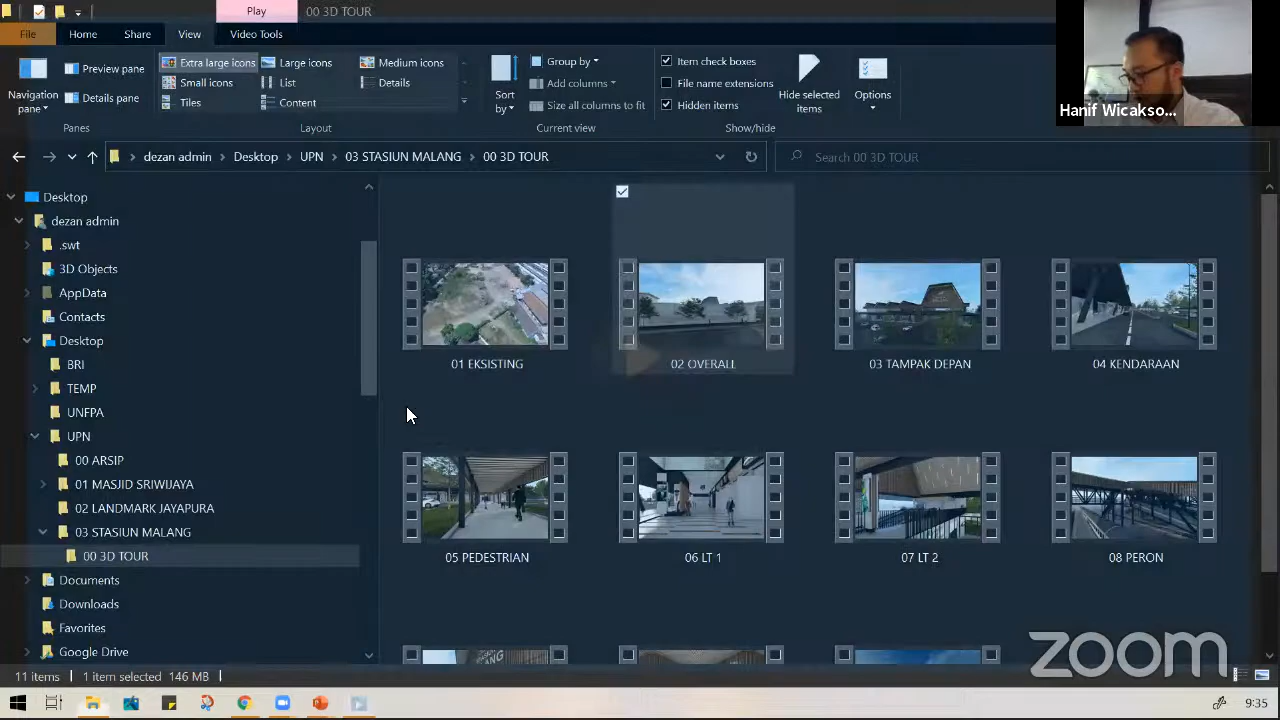 Play
00 3D TOUR
File
Home
Share
View
Video Tools
Navigation pane
Preview pane
Details pane
Panes
Extra large icons
Large icons
Medium icons
Small icons
List
Details
Tiles
Content
Layout
Sort by
Group by
Add columns
Size all columns to fit
Current view
Item check boxes
File name extensions
Hidden items
Hide selected items
Show/hide
Options
Hanif Wicakso...
dezan admin
Desktop
UPN
03 STASIUN MALANG
00 3D TOUR
Search 00 3D TOUR
Desktop
dezan admin
.swt
3D Objects
AppData
Contacts
Desktop
BRI
TEMP
UNFPA
UPN
00 ARSIP
01 MASJID SRIWIJAYA
02 LANDMARK JAYAPURA
03 STASIUN MALANG
00 3D TOUR
Documents
Downloads
Favorites
Google Drive
01 EKSISTING
02 OVERALL
03 TAMPAK DEPAN
04 KENDARAAN
05 PEDESTRIAN
06 LT 1
07 LT 2
08 PERON
zoom
11 items
1 item selected 146 MB
9:35